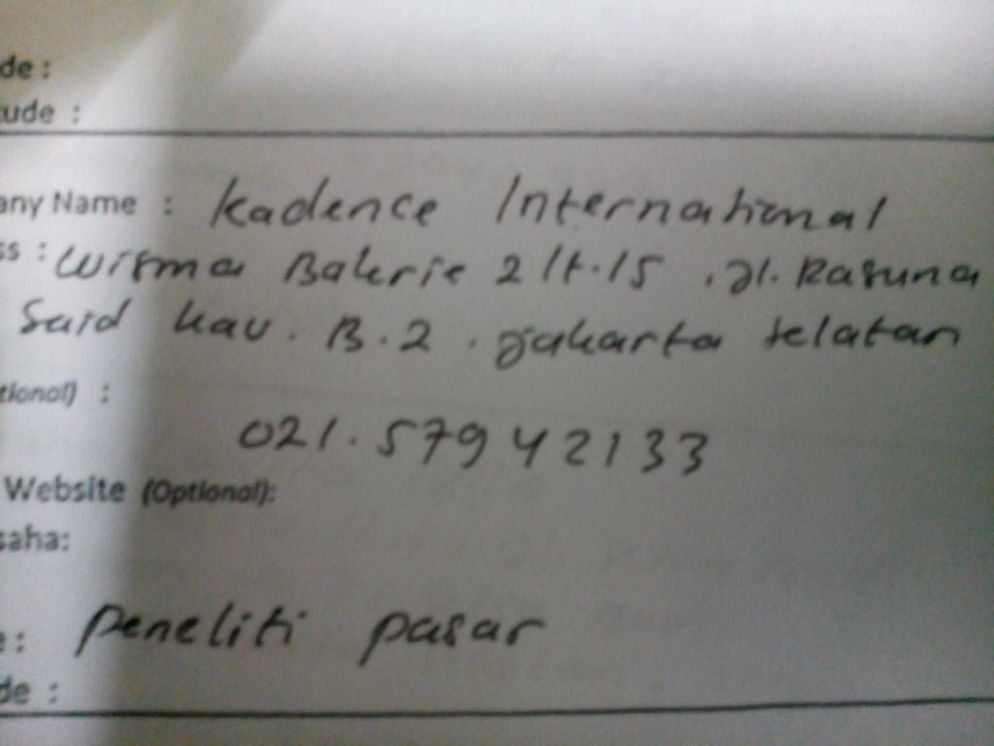 de :
tude :
any Name : Kadence International
ss : Wisma Bakrie 2 lt.15 . Jl. Rasuna
Said kav. B.2 . Jakarta selatan
tional) :
021.57942133
Website (Optional):
saha:
e : peneliti pasar
de :